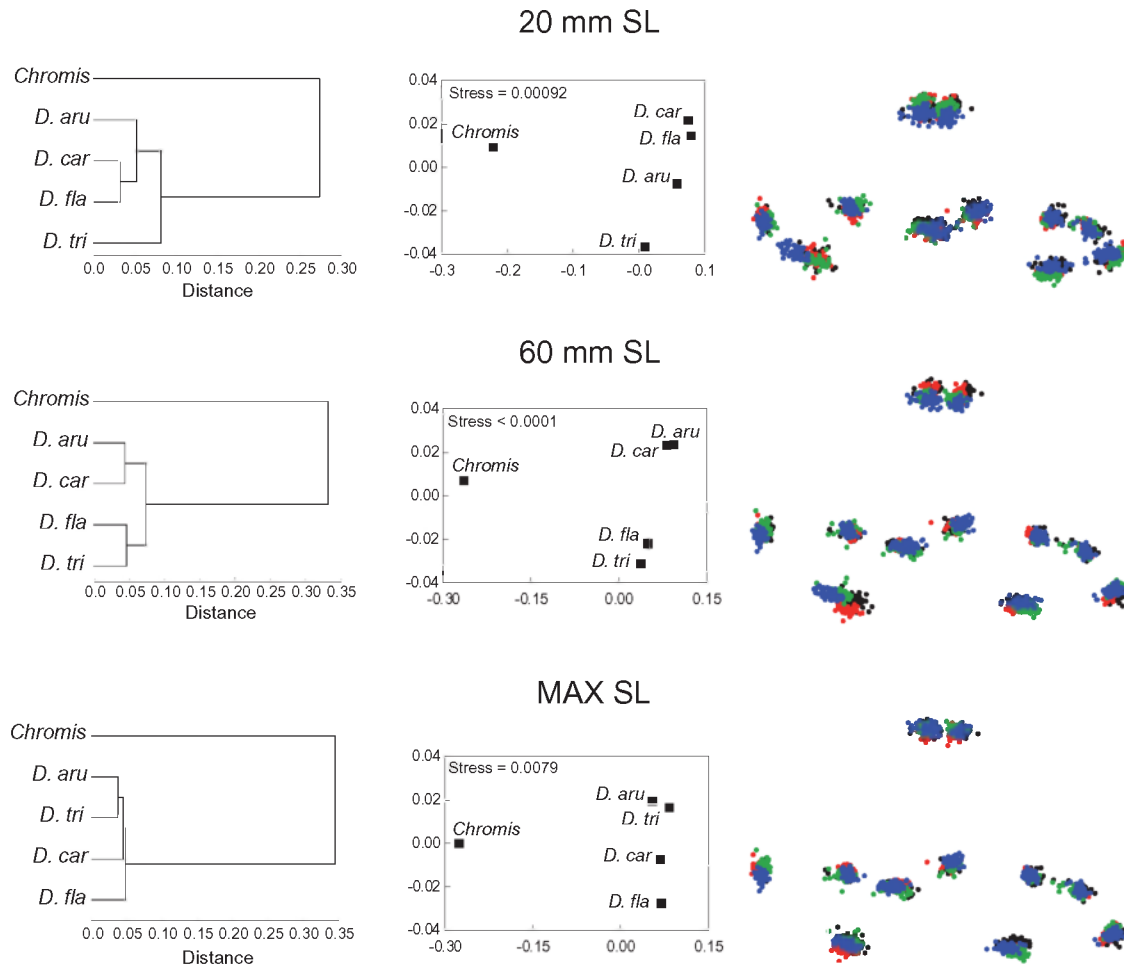 20 mm SL
Chromis
D. aru
D. car
D. fla
D. tri
0.0 0.05 0.10 0.15 0.20 0.25 0.30
Distance
0.04
0.02
0.00
-0.02
-0.04
Stress = 0.00092
Chromis
D. car
D. fla
D. aru
D. tri
-0.3 -0.2 -0.1 -0.0 0.1
60 mm SL
Chromis
D. aru
D. car
D. fla
D. tri
0.0 0.05 0.10 0.15 0.20 0.25 0.30 0.35
Distance
0.04
0.02
0.00
-0.02
-0.04
Stress < 0.0001
Chromis
D. aru
D. car
D. fla
D. tri
-0.30 -0.15 0.00 0.15
MAX SL
Chromis
D. aru
D. tri
D. car
D. fla
0.0 0.05 0.10 0.15 0.20 0.25 0.30 0.35
Distance
0.04
0.02
0.00
-0.02
-0.04
Stress = 0.0079
Chromis
D. aru
D. tri
D. car
D. fla
-0.30 -0.15 0.00 0.15